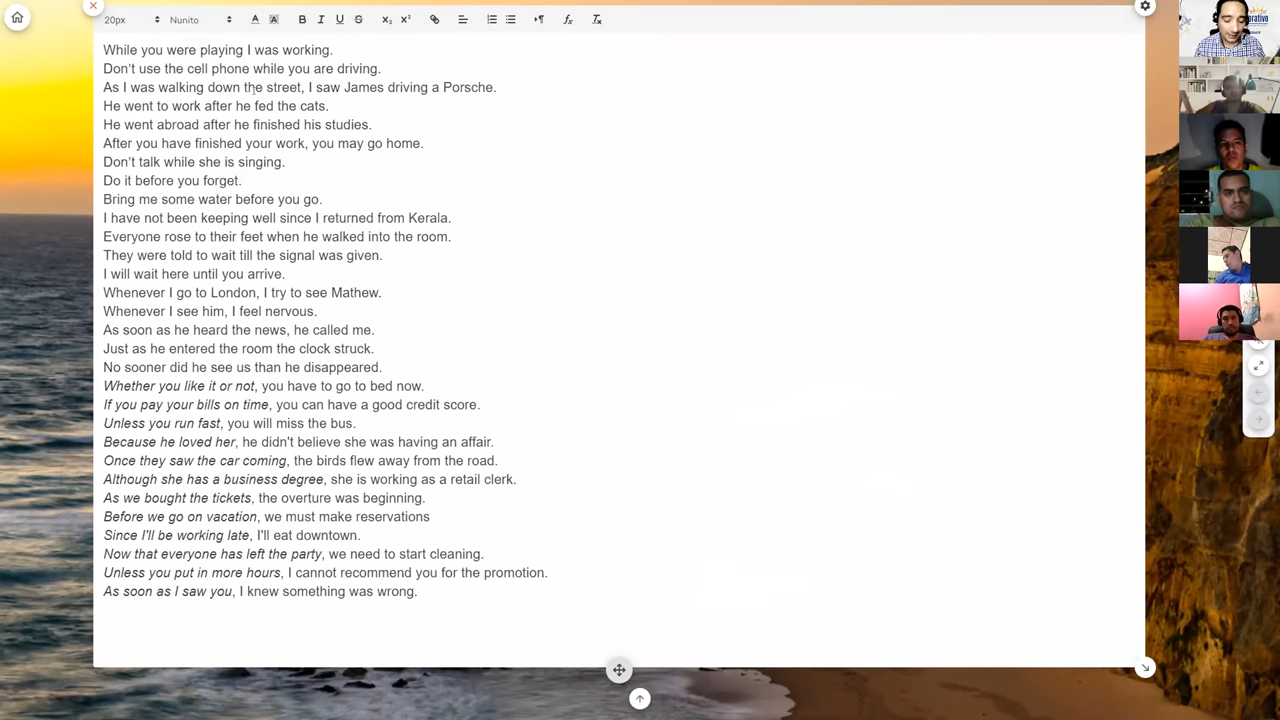 20px
Nunito
While you were playing I was working.
Don't use the cell phone while you are driving.
As I was walking down the street, I saw James driving a Porsche.
He went to work after he fed the cats.
He went abroad after he finished his studies.
After you have finished your work, you may go home.
Don't talk while she is singing.
Do it before you forget.
Bring me some water before you go.
I have not been keeping well since I returned from Kerala.
Everyone rose to their feet when he walked into the room.
They were told to wait till the signal was given.
I will wait here until you arrive.
Whenever I go to London, I try to see Mathew.
Whenever I see him, I feel nervous.
As soon as he heard the news, he called me.
Just as he entered the room the clock struck.
No sooner did he see us than he disappeared.
Whether you like it or not, you have to go to bed now.
If you pay your bills on time, you can have a good credit score.
Unless you run fast, you will miss the bus.
Because he loved her, he didn't believe she was having an affair.
Once they saw the car coming, the birds flew away from the road.
Although she has a business degree, she is working as a retail clerk.
As we bought the tickets, the overture was beginning.
Before we go on vacation, we must make reservations
Since I'll be working late, I'll eat downtown.
Now that everyone has left the party, we need to start cleaning.
Unless you put in more hours, I cannot recommend you for the promotion.
As soon as I saw you, I knew something was wrong.